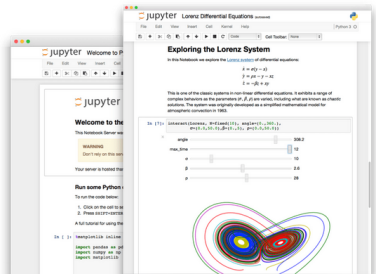 jupyter Welcome to P
File Edit View Insert Cell
jupyter
Welcome to the
This Notebook Server was
WARNING
Don't rely on this serv
Your server is hosted tha
Run some Python
To run the code below:
1. Click on the cell to se
2. Press SHIFT+ENTER
A full tutorial for using the
In [ ]: %matplotlib inline
import pandas as pd
import numpy as np
import matplotlib
jupyter Lorenz Differential Equations (autosaved)
File Edit View Insert Cell Kernel Help
Python 3
Code Cell Toolbar: None
Exploring the Lorenz System
In this Notebook we explore the Lorenz system of differential equations:
ẋ = σ(y − x)
ẏ = ρx − y − xz
ż = −βz + xy
This is one of the classic systems in non-linear differential equations. It exhibits a range of
complex behaviors as the parameters (σ, β, ρ) are varied, including what are known as chaotic
solutions. The system was originally developed as a simplified mathematical model for
atmospheric convection in 1963.
In [7]: interact(Lorenz, N=fixed(10), angle=(0.,360.),
σ=(0.0,50.0),β=(0.,5), ρ=(0.0,50.0))
angle 308.2
max_time 12
σ 10
β 2.6
ρ 28